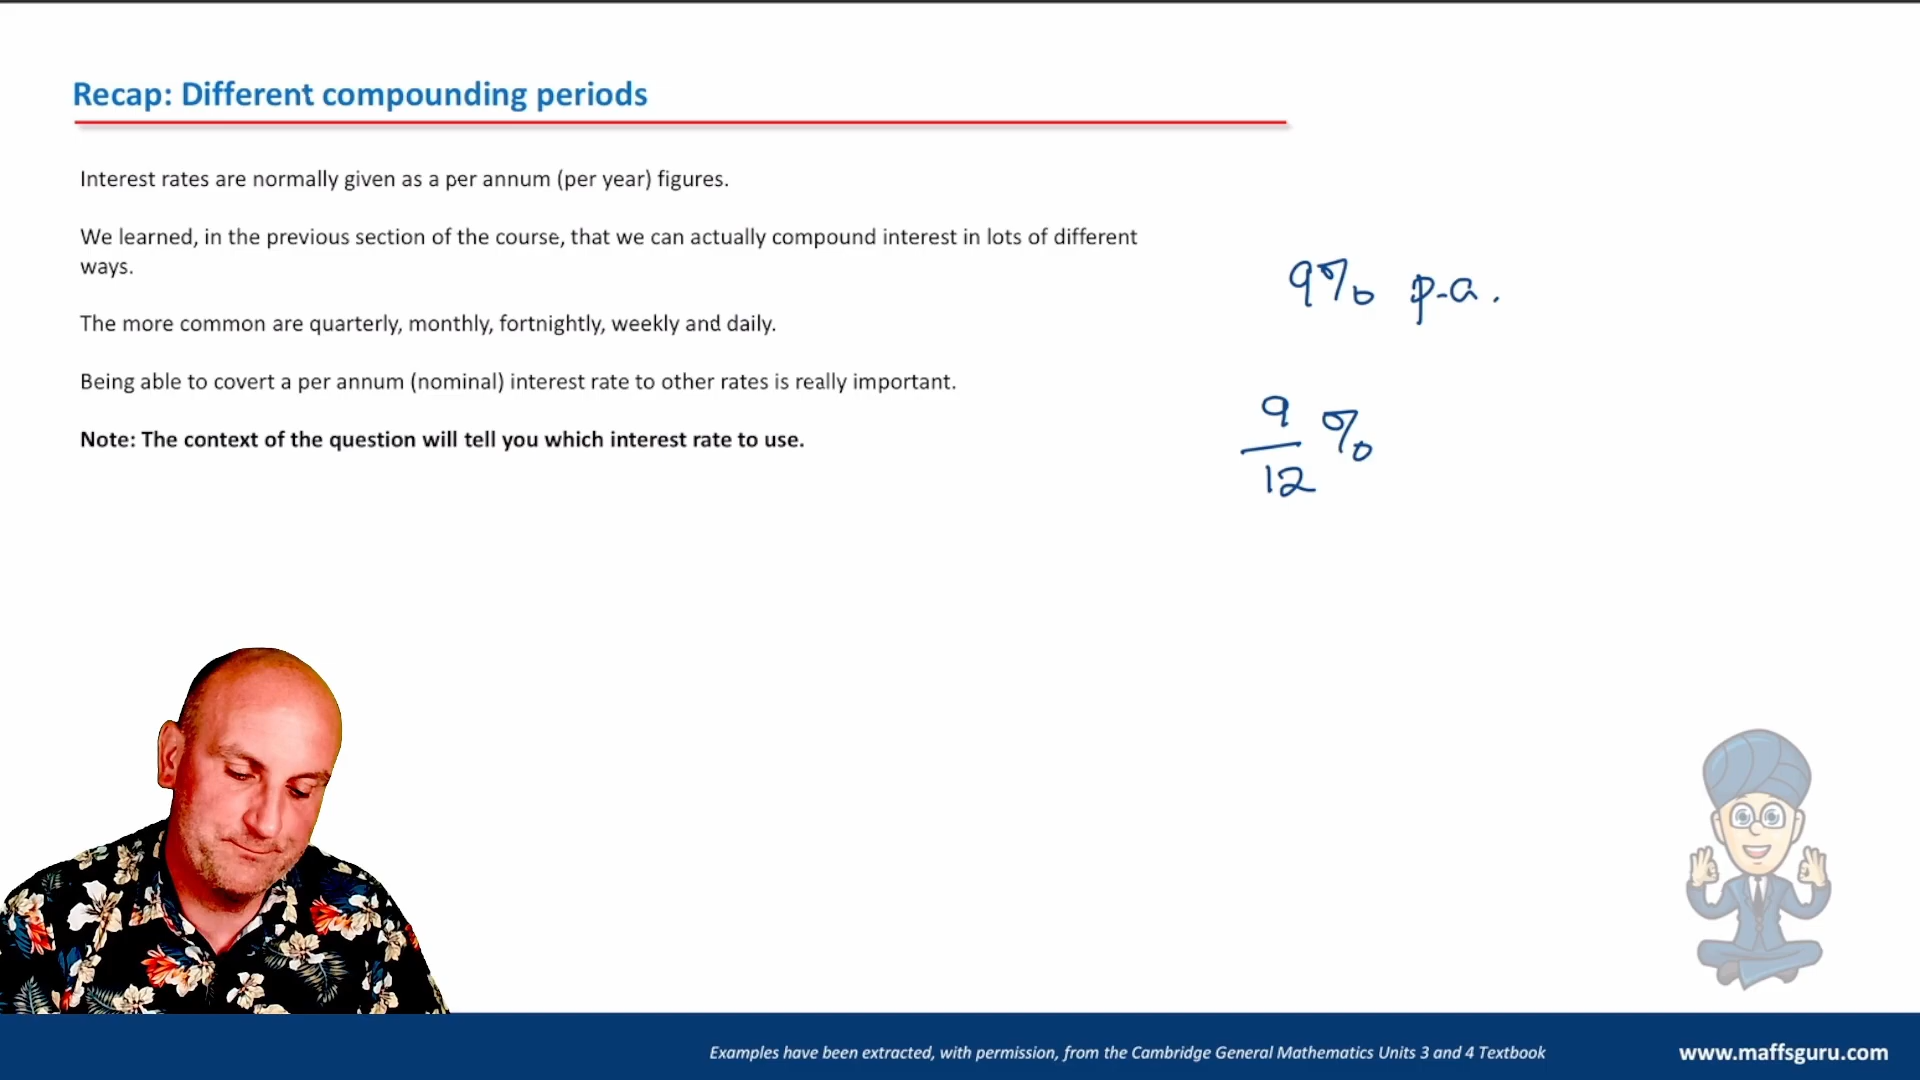 Recap: Different compounding periods
Interest rates are normally given as a per annum (per year) figures.
We learned, in the previous section of the course, that we can actually compound interest in lots of different
ways.
The more common are quarterly, monthly, fortnightly, weekly and daily.
Being able to covert a per annum (nominal) interest rate to other rates is really important.
Note: The context of the question will tell you which interest rate to use.
9% p.a.
9
%
12
Examples have been extracted, with permission, from the Cambridge General Mathematics Units 3 and 4 Textbook
www.maffsguru.com